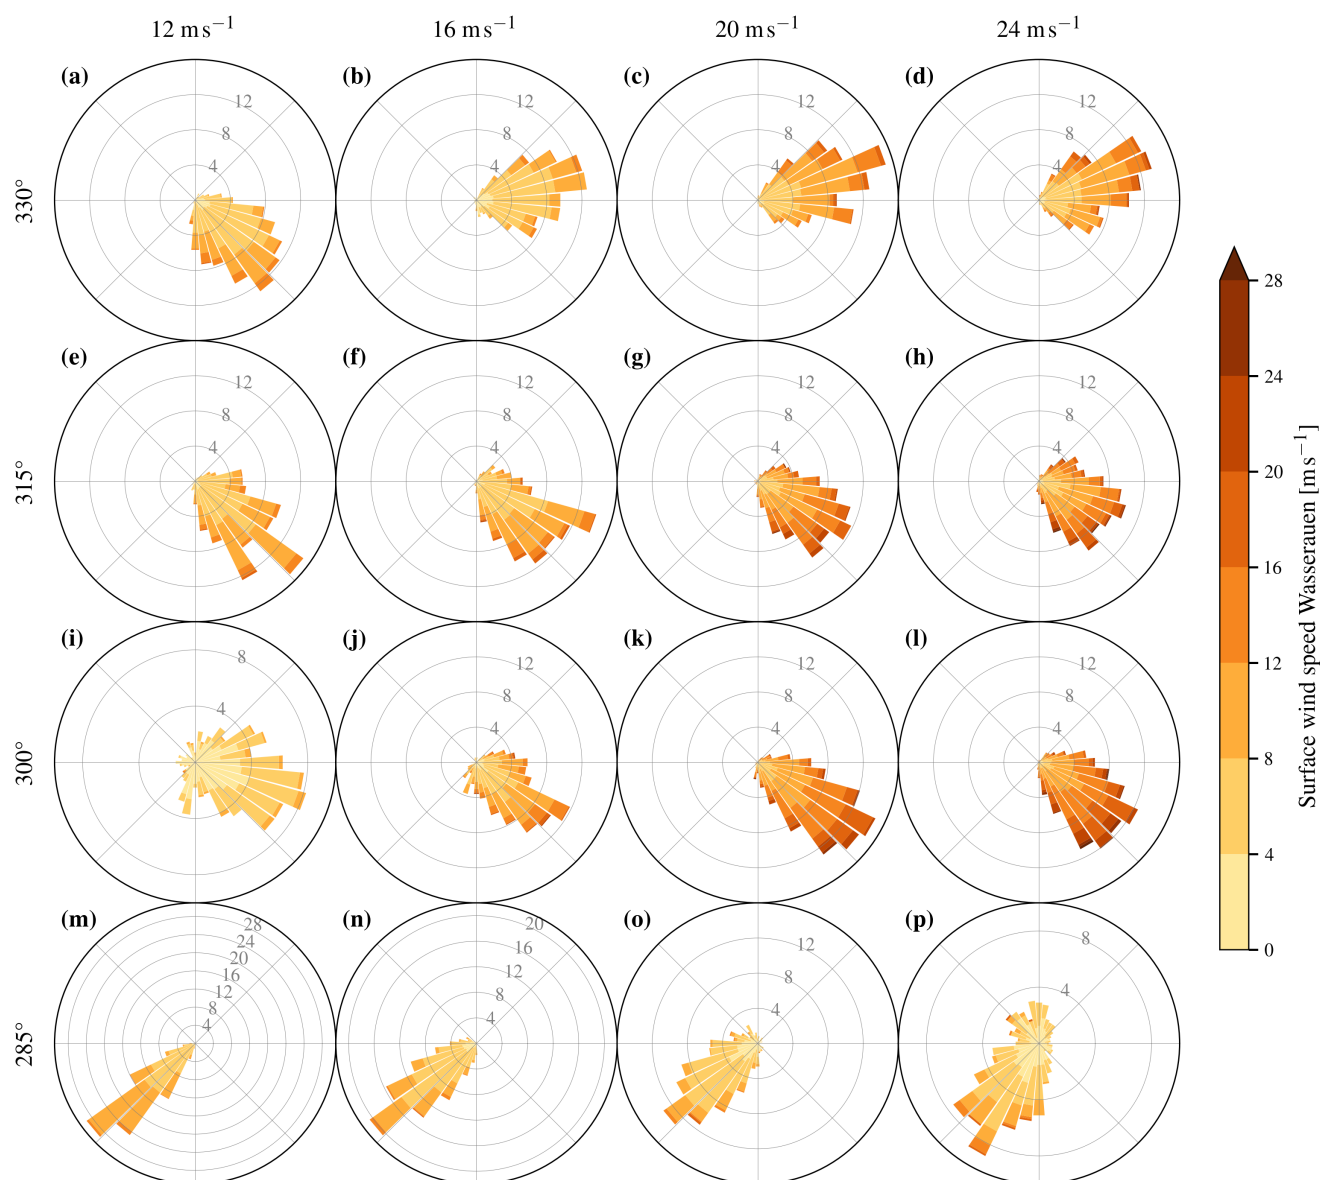 12 m s⁻¹ 16 m s⁻¹ 20 m s⁻¹ 24 m s⁻¹
330°
(a) 12 8 4
(b) 12 8 4
(c) 12 8 4
(d) 12 8 4
315°
(e) 12 8 4
(f) 12 8 4
(g) 12 8 4
(h) 12 8 4
300°
(i) 8 4
(j) 12 8 4
(k) 12 8 4
(l) 12 8 4
285°
(m) 28 24 20 16 12 8 4
(n) 20 16 12 8 4
(o) 12 8 4
(p) 8 4
28
24
20
16
12
8
4
0
Surface wind speed Wasserauen [ms⁻¹]